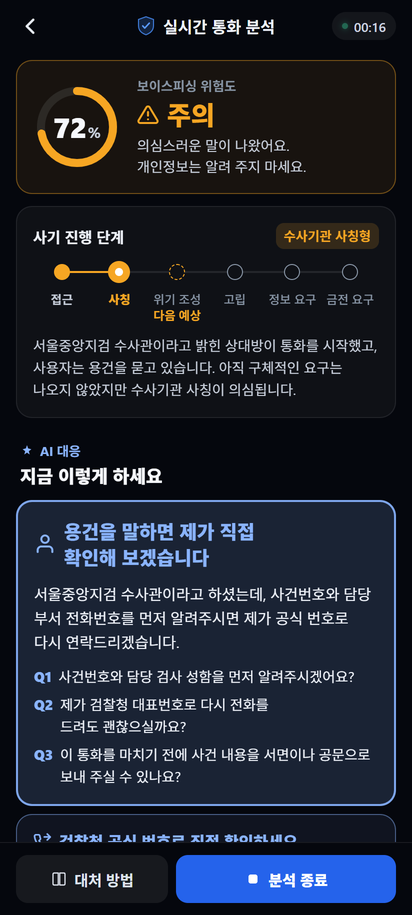 실시간 통화 분석
00:16
보이스피싱 위험도
72%
주의
의심스러운 말이 나왔어요.
개인정보는 알려 주지 마세요.
사기 진행 단계
수사기관 사칭형
접근
사칭
위기 조성
다음 예상
고립
정보 요구
금전 요구
서울중앙지검 수사관이라고 밝힌 상대방이 통화를 시작했고,
사용자는 용건을 묻고 있습니다. 아직 구체적인 요구는
나오지 않았지만 수사기관 사칭이 의심됩니다.
AI 대응
지금 이렇게 하세요
용건을 말하면 제가 직접
확인해 보겠습니다
서울중앙지검 수사관이라고 하셨는데, 사건번호와 담당
부서 전화번호를 먼저 알려주시면 제가 공식 번호로
다시 연락드리겠습니다.
Q1 사건번호와 담당 검사 성함을 먼저 알려주시겠어요?
Q2 제가 검찰청 대표번호로 다시 전화를
드려도 괜찮으실까요?
Q3 이 통화를 마치기 전에 사건 내용을 서면이나 공문으로
보내 주실 수 있나요?
검찰청 공식 번호로 직접 확인하세요
대처 방법
분석 종료